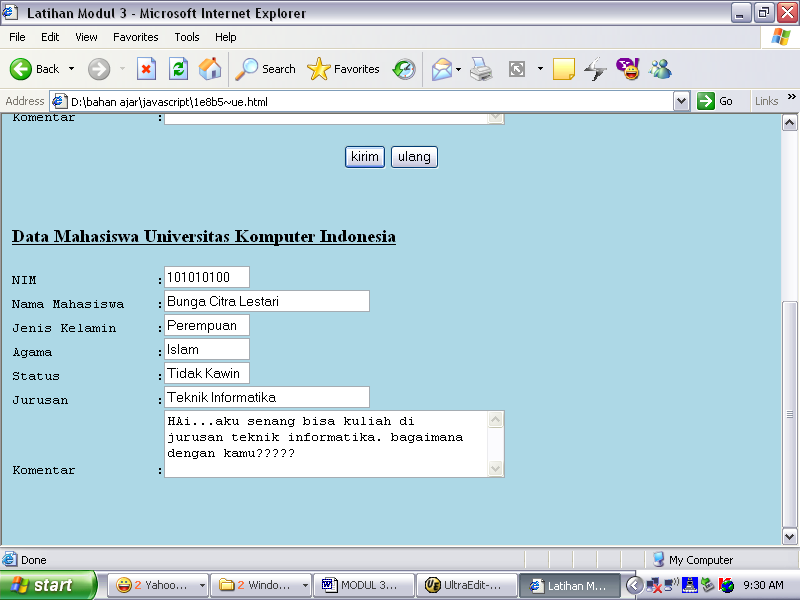 Latihan Modul 3 - Microsoft Internet Explorer
File Edit View Favorites Tools Help
Back Search Favorites
Address D:\bahan ajar\javascript\1e8b5~ue.html Go Links »
Komentar :
kirim ulang
Data Mahasiswa Universitas Komputer Indonesia
NIM : 101010100
Nama Mahasiswa : Bunga Citra Lestari
Jenis Kelamin : Perempuan
Agama : Islam
Status : Tidak Kawin
Jurusan : Teknik Informatika
HAi...aku senang bisa kuliah di
jurusan teknik informatika. bagaimana
dengan kamu?????
Komentar :
Done My Computer
start 2 Yahoo... 2 Windo... MODUL 3... UltraEdit-... Latihan M... 9:30 AM